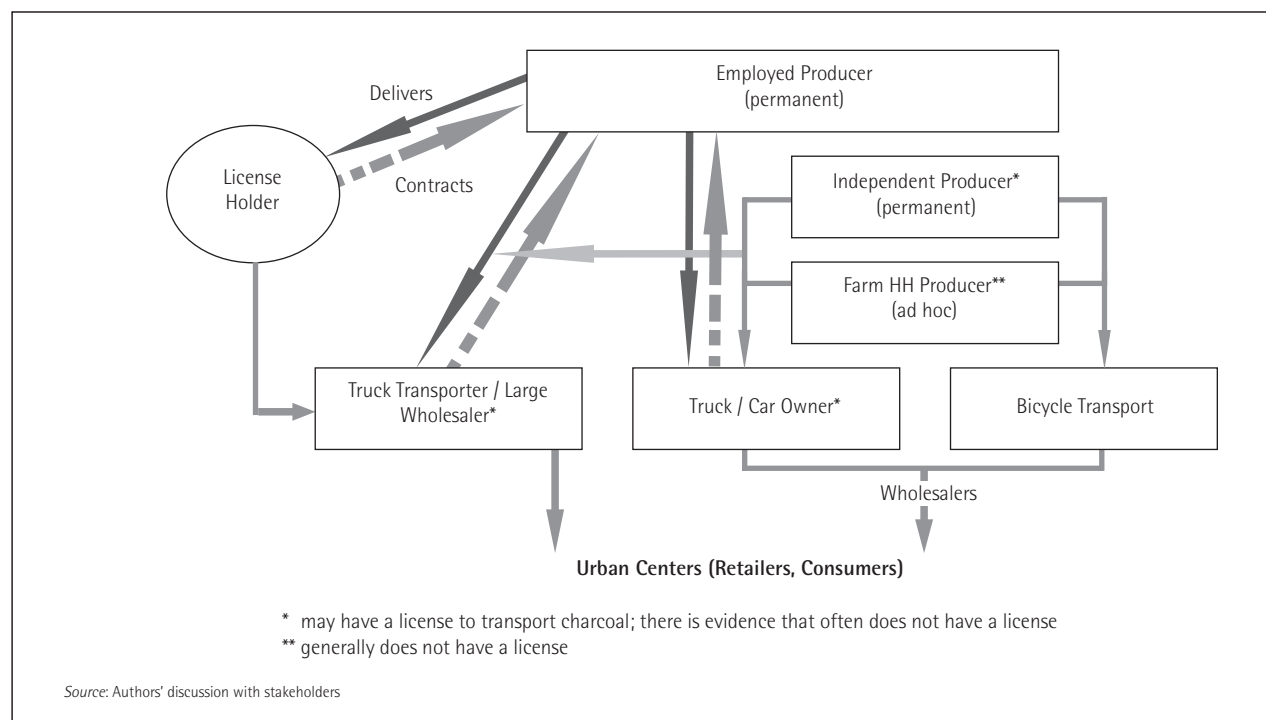 Employed Producer
(permanent)
Delivers
License
Holder
Contracts
Independent Producer*
(permanent)
Farm HH Producer**
(ad hoc)
Truck Transporter / Large
Wholesaler*
Truck / Car Owner*
Bicycle Transport
Wholesalers
Urban Centers (Retailers, Consumers)
* may have a license to transport charcoal; there is evidence that often does not have a license
** generally does not have a license
Source: Authors' discussion with stakeholders